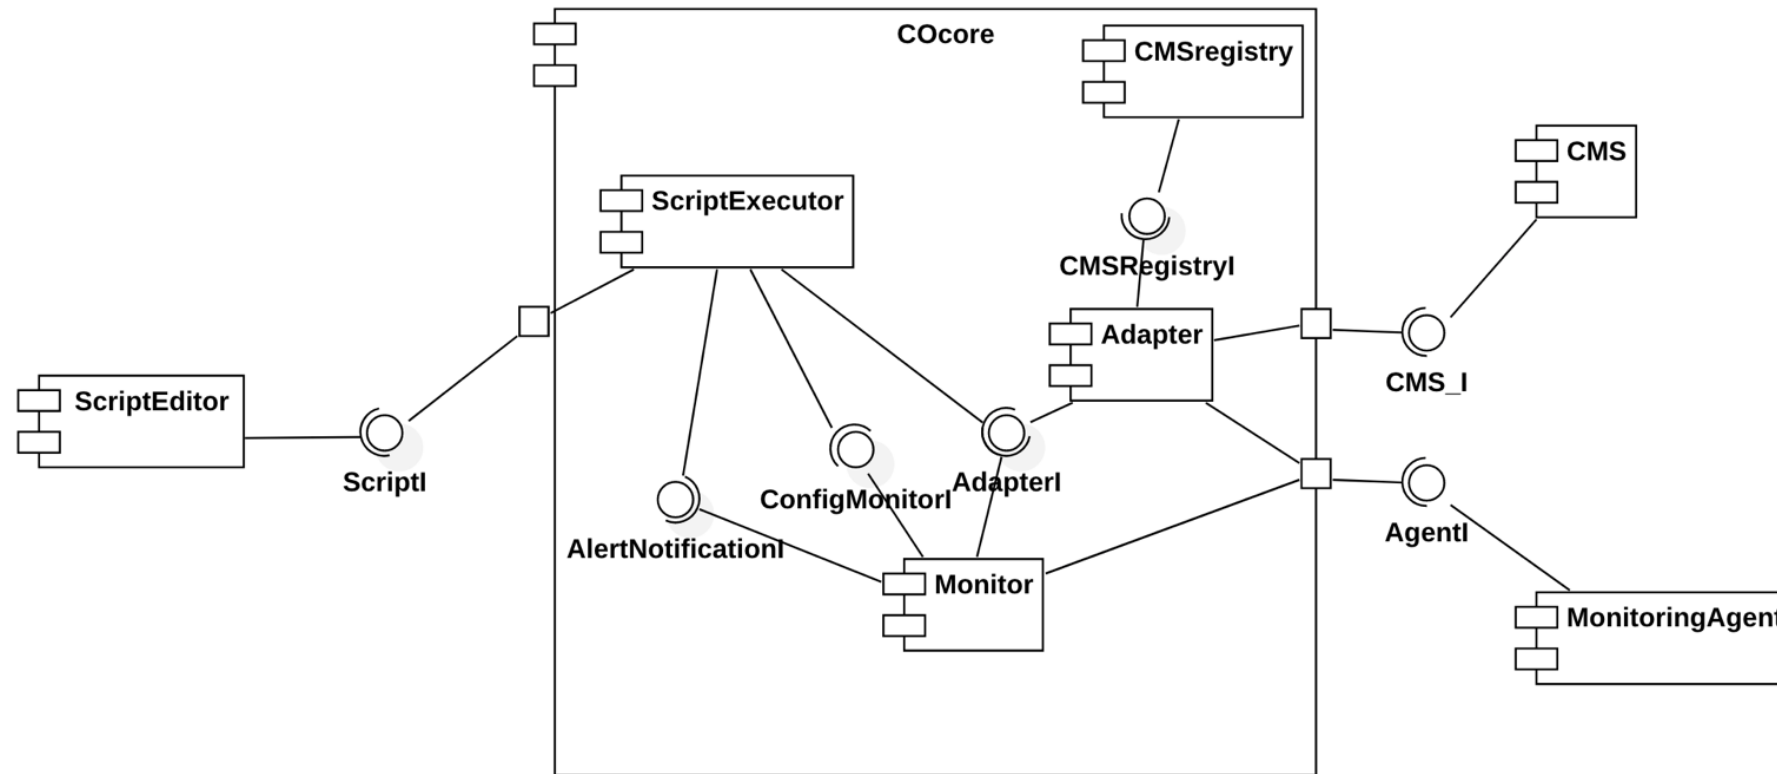 COcore
CMSregistry
CMS
ScriptExecutor
CMSRegistryI
Adapter
CMS_I
ScriptEditor
ScriptI
ConfigMonitorI
AdapterI
AgentI
AlertNotificationI
Monitor
MonitoringAgent